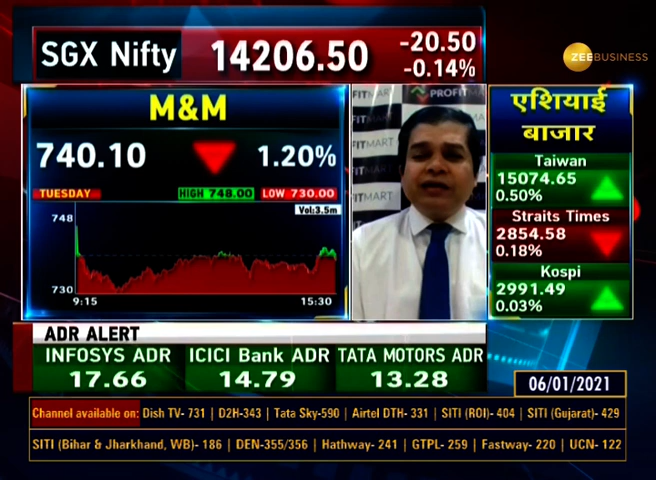 SGX Nifty 14206.50 -20.50
-0.14%
ZEEBUSINESS
M&M
740.10 1.20%
TUESDAY HIGH 748.00 LOW 730.00
Vol:3.5m
748
730
9:15 15:30
FITMART PROFITM
FITMART
FITMART
एशियाई
बाजार
Taiwan
15074.65
0.50%
Straits Times
2854.58
0.18%
Kospi
2991.49
0.03%
ADR ALERT
INFOSYS ADR ICICI Bank ADR TATA MOTORS ADR
17.66 14.79 13.28
06/01/2021
Channel available on: Dish TV- 731 | D2H-343 | Tata Sky-590 | Airtel DTH- 331 | SITI (ROI)- 404 | SITI (Gujarat)- 429
SITI (Bihar & Jharkhand, WB)- 186 | DEN-355/356 | Hathway- 241 | GTPL- 259 | Fastway- 220 | UCN- 122